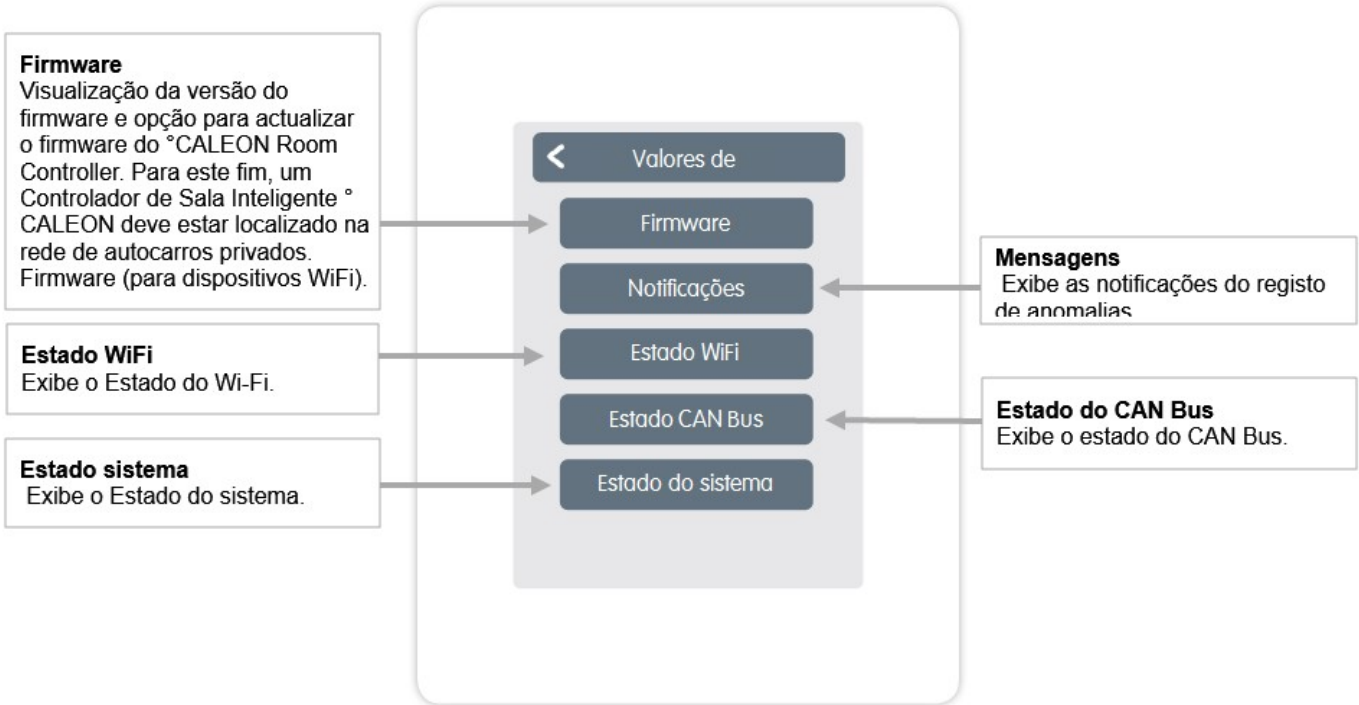 Firmware
Visualização da versão do
firmware e opção para actualizar
o firmware do °CALEON Room
Controller. Para este fim, um
Controlador de Sala Inteligente °
CALEON deve estar localizado na
rede de autocarros privados.
Firmware (para dispositivos WiFi).
Estado WiFi
Exibe o Estado do Wi-Fi.
Estado sistema
Exibe o Estado do sistema.
Valores de
Firmware
Notificações
Estado WiFi
Estado CAN Bus
Estado do sistema
Mensagens
Exibe as notificações do registo
de anomalias
Estado do CAN Bus
Exibe o estado do CAN Bus.